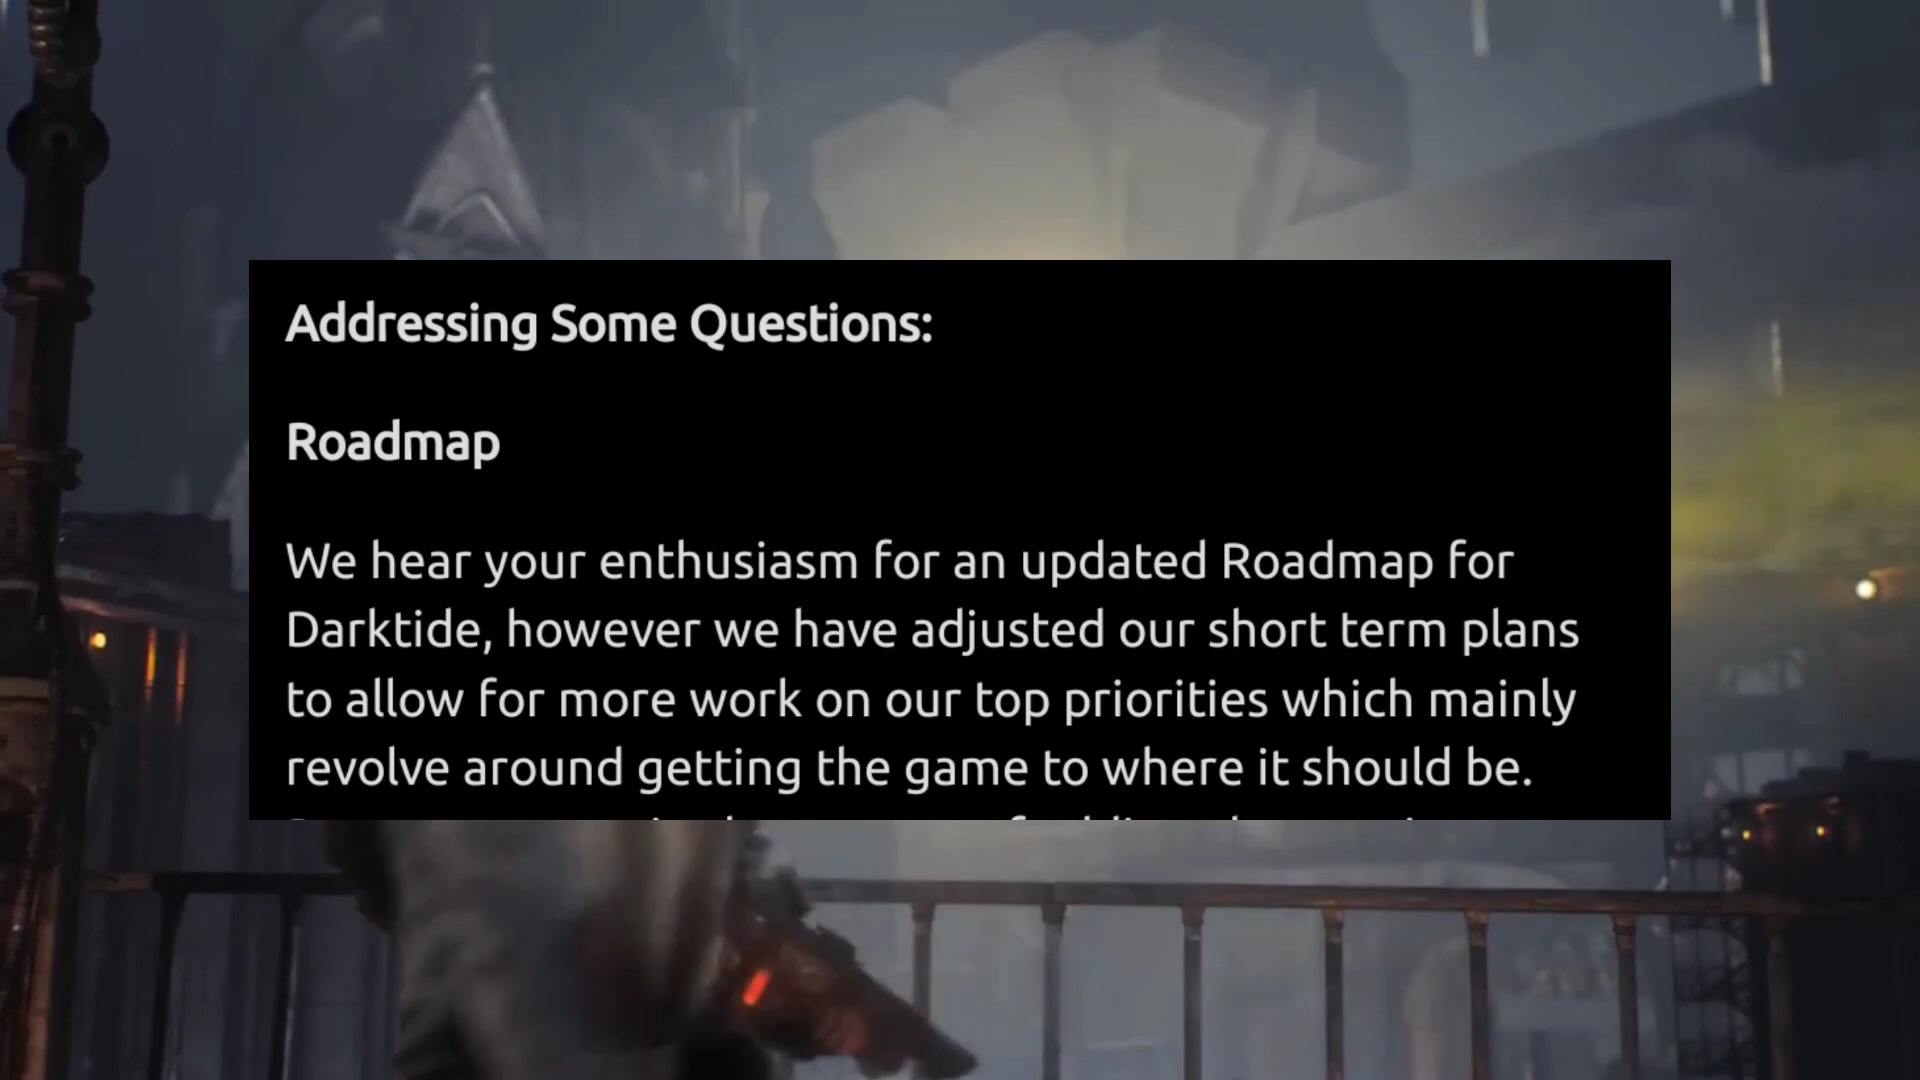 Addressing Some Questions:
Roadmap
We hear your enthusiasm for an updated Roadmap for
Darktide, however we have adjusted our short term plans
to allow for more work on our top priorities which mainly
revolve around getting the game to where it should be.